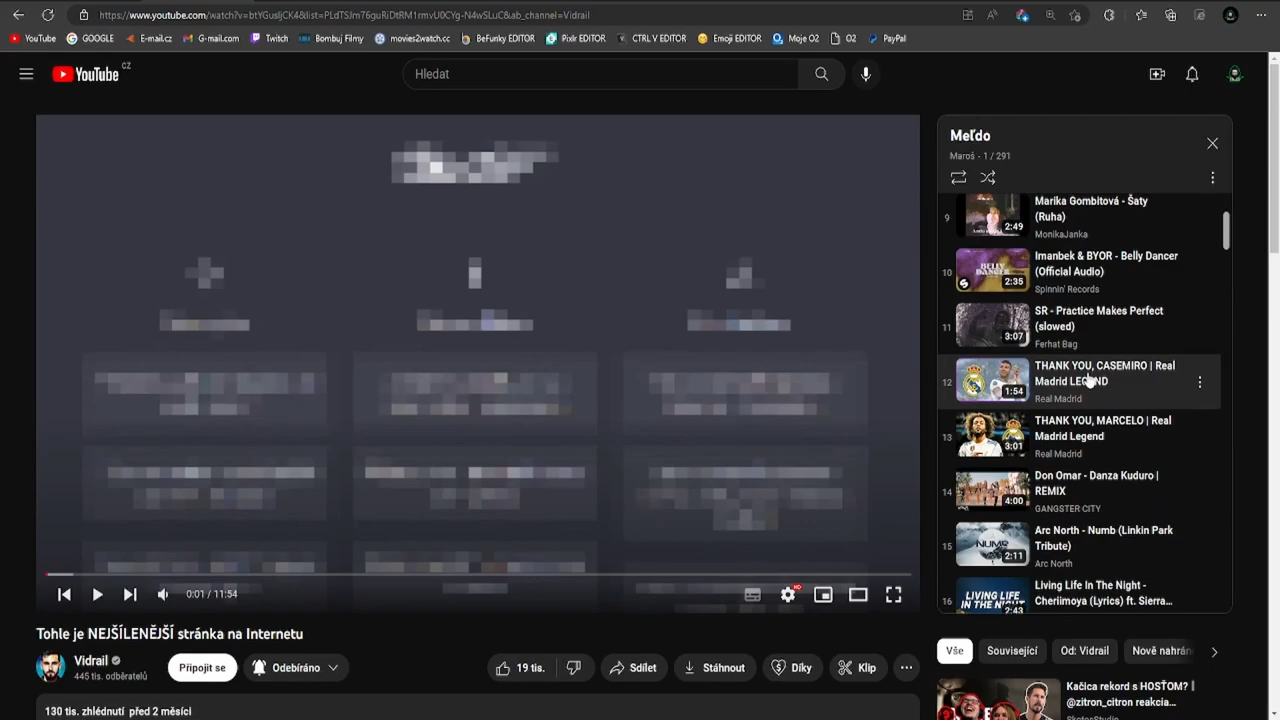 https://www.youtube.com/watch?v=btYGusljCK4&list=PLdTSJm76guRiDtRM1rmvU0CYg-N4wSLuC&ab_channel=Vidrail
YouTube GOOGLE E-mail.cz G-mail.com Twitch Bombuj Filmy movies2watch.cc BeFunky EDITOR Pixlr EDITOR CTRL V EDITOR Emoji EDITOR Moje O2 O2 PayPal
YouTube CZ
Hledat
Meľdo
Maroš - 1 / 291
9
Marika Gombitová - Šaty
(Ruha)
MonikaJanka
2:49
10
Imanbek & BYOR - Belly Dancer
(Official Audio)
Spinnin' Records
BELLY
DANCER
2:35
11
SR - Practice Makes Perfect
(slowed)
Ferhat Bag
3:07
12
THANK YOU, CASEMIRO | Real
Madrid LEGEND
Real Madrid
1:54
13
THANK YOU, MARCELO | Real
Madrid Legend
Real Madrid
3:01
14
Don Omar - Danza Kuduro |
REMIX
GANGSTER CITY
4:00
15
Arc North - Numb (Linkin Park
Tribute)
Arc North
NUMB
2:11
16
Living Life In The Night -
Cheriimoya (Lyrics) ft. Sierra...
LIVING LIFE
IN THE NIGHT
2:43
0:01 / 11:54
HD
Tohle je NEJŠÍLENĚJŠÍ stránka na Internetu
Vidrail
445 tis. odběratelů
Připojit se
Odebíráno
19 tis.
Sdílet
Stáhnout
Díky
Klip
130 tis. zhlédnutí před 2 měsíci
Vše
Související
Od: Vidrail
Nově nahrán
Kačica rekord s HOSŤOM? |
@zitron_citron reakcia...